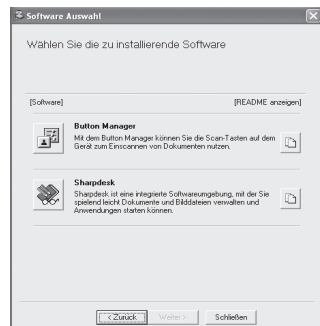 Software Auswahl
Wählen Sie die zu installierende Software
[Software] [README anzeigen]
Button Manager
Mit dem Button Manager können Sie die Scan-Tasten auf dem
Gerät zum Einscannen von Dokumenten nutzen.
Sharpdesk
Sharpdesk ist eine integrierte Softwareumgebung, mit der Sie
spielend leicht Dokumente und Bilddateien verwalten und
Anwendungen starten können.
< Zurück Weiter > Schließen